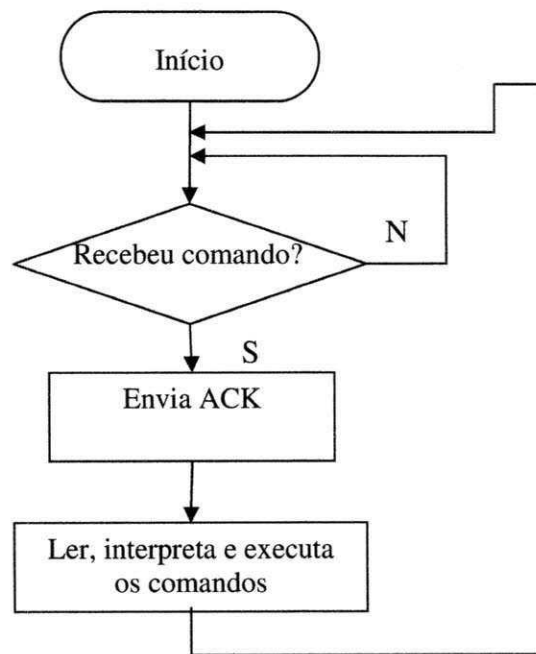 Início
Recebeu comando?
N
S
Envia ACK
Ler, interpreta e executa
os comandos